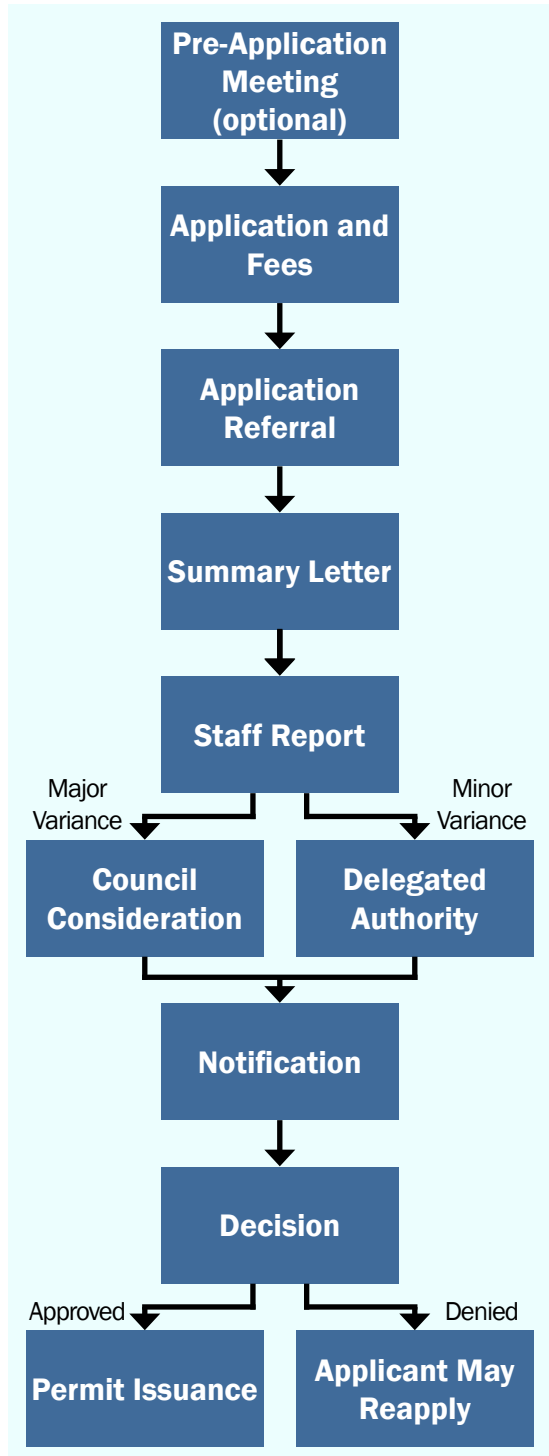 Pre-Application
Meeting
(optional)
Application and
Fees
Application
Referral
Summary Letter
Staff Report
Major
Variance
Minor
Variance
Council
Consideration
Delegated
Authority
Notification
Decision
Approved
Denied
Permit Issuance
Applicant May
Reapply